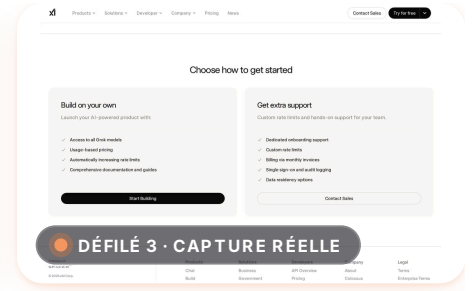 xI Products Solutions Developer Company Pricing News Contact Sales Try for free
Choose how to get started
Build on your own
Launch your AI-powered product with:
Access to all Grok models
Usage-based pricing
Automatically increasing rate limits
Comprehensive documentation and guides
Start Building
Get extra support
Custom rate limits and hands-on support for your team.
Dedicated onboarding support
Custom rate limits
Billing via monthly invoices
Single sign-on and audit logging
Data residency options
Contact Sales
DÉFILÉ 3 · CAPTURE RÉELLE
Products
Chat
Build
Business
Government
API Overview
Pricing
Company
About
Colossus
Legal
Terms
Enterprise Terms